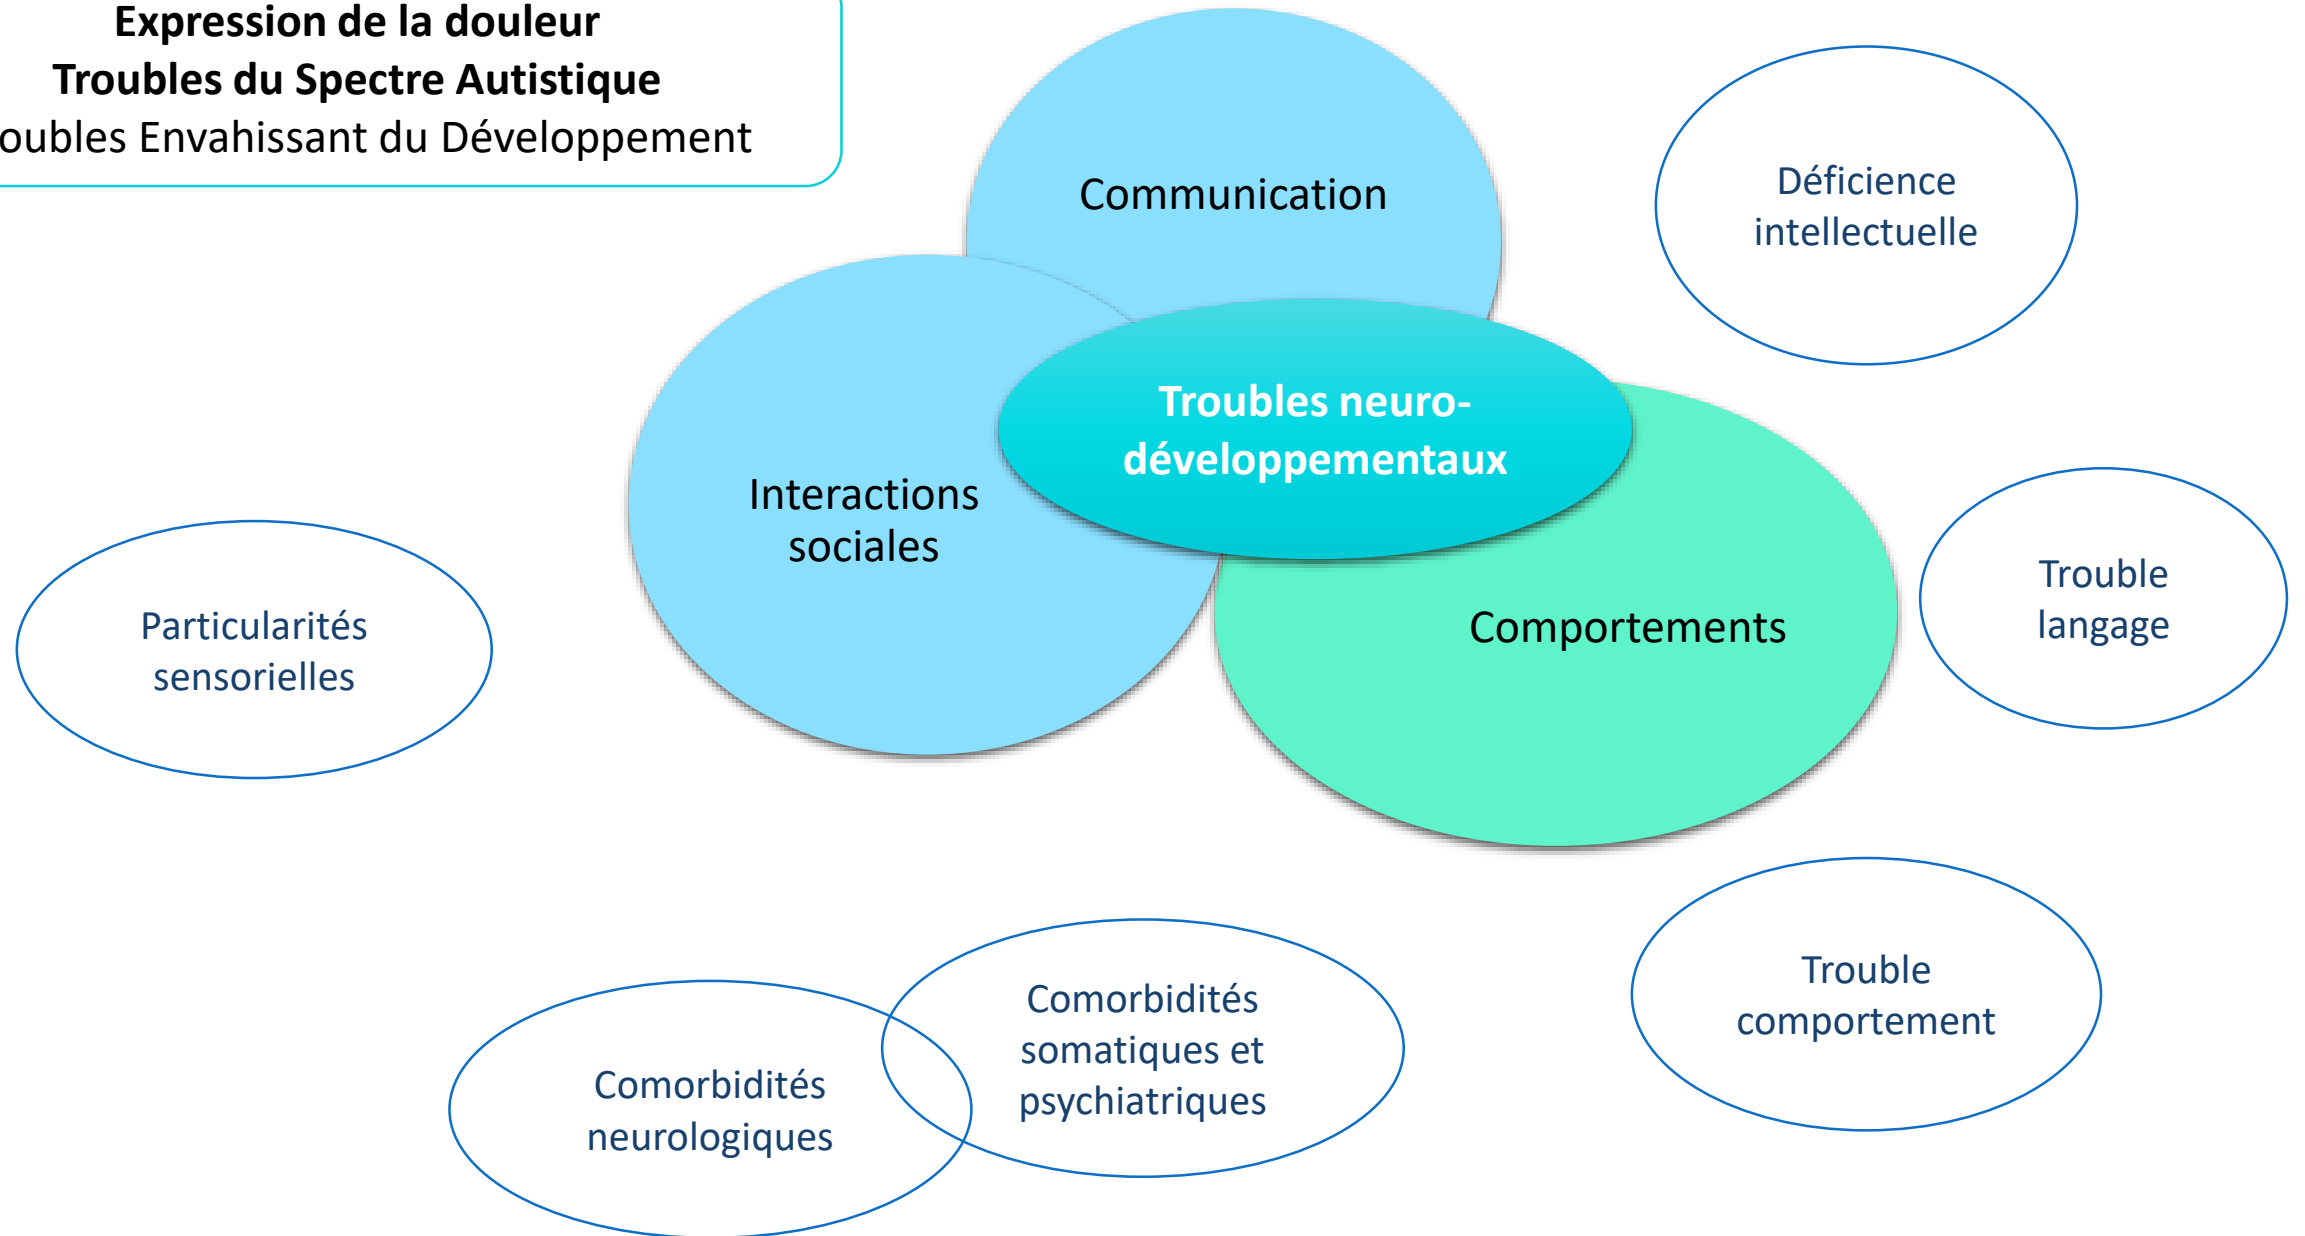 Expression de la douleur
Troubles du Spectre Autistique
oubles Envahissant du Développement
Communication
Déficience
intellectuelle
Troubles neuro-
développementaux
Interactions
sociales
Trouble
langage
Comportements
Particularités
sensorielles
Trouble
comportement
Comorbidités
somatiques et
psychiatriques
Comorbidités
neurologiques